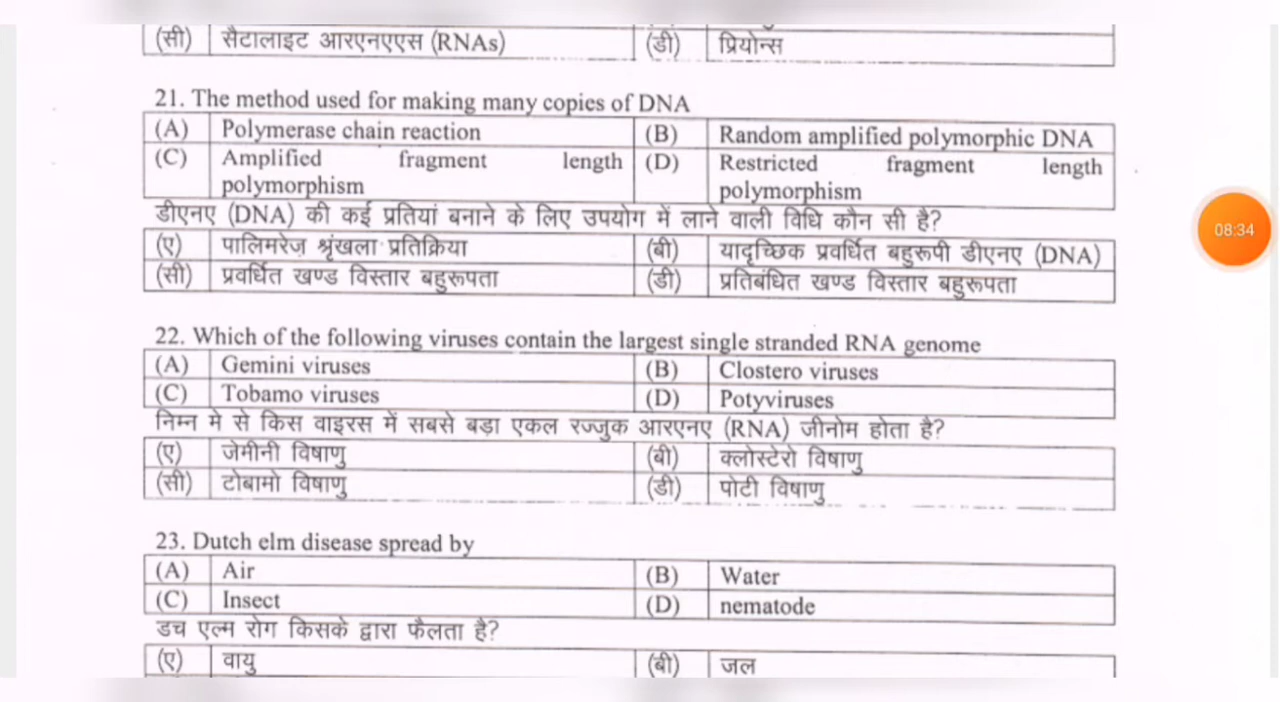 (सी) सैटालाइट आरएनएएस (RNAs) (डी) प्रियोन्स
21. The method used for making many copies of DNA
(A) Polymerase chain reaction (B) Random amplified polymorphic DNA
(C) Amplified fragment length polymorphism (D) Restricted fragment length polymorphism
डीएनए (DNA) की कई प्रतियां बनाने के लिए उपयोग में लाने वाली विधि कौन सी है?
(ए) पालिमरेज़ श्रृंखला प्रतिक्रिया (बी) यादृच्छिक प्रवर्धित बहुरूपी डीएनए (DNA)
(सी) प्रवर्धित खण्ड विस्तार बहुरूपता (डी) प्रतिबंधित खण्ड विस्तार बहुरूपता
22. Which of the following viruses contain the largest single stranded RNA genome
(A) Gemini viruses (B) Clostero viruses
(C) Tobamo viruses (D) Potyviruses
निम्न मे से किस वाइरस में सबसे बड़ा एकल रज्जुक आरएनए (RNA) जीनोम होता है?
(ए) जेमीनी विषाणु (बी) क्लोस्टेरो विषाणु
(सी) टोबामो विषाणु (डी) पोटी विषाणु
23. Dutch elm disease spread by
(A) Air (B) Water
(C) Insect (D) nematode
डच एल्म रोग किसके द्वारा फैलता है?
(ए) वायु (बी) जल
08:34